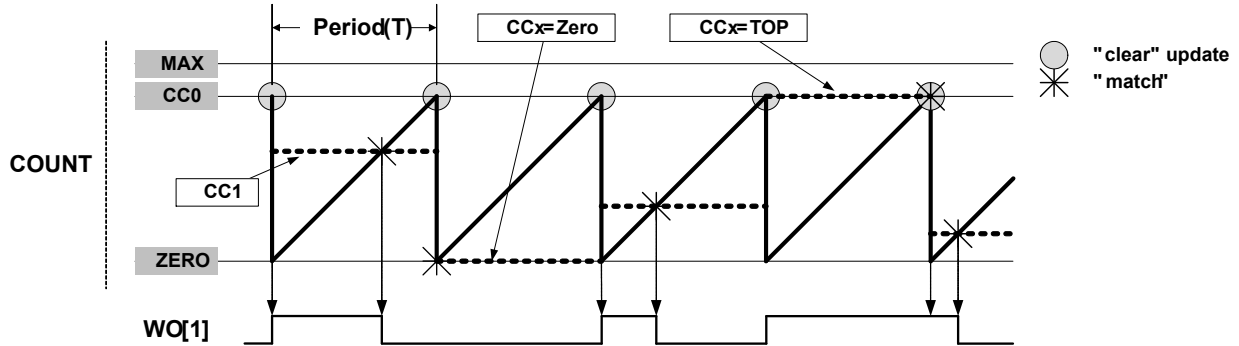 Period(T)
CCx=Zero
CCx=TOP
"clear" update
"match"
MAX
CC0
COUNT
CC1
ZERO
WO[1]